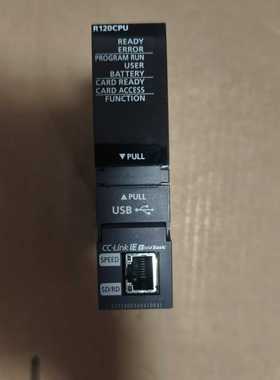 R120CPU
READY
ERROR
PROGRAM RUN
USER
BATTERY
CARD READY
CARD ACCESS
FUNCTION
▼PULL
▲PULL
USB
CC-Link IE Field Basic
SPEED
SD/RD